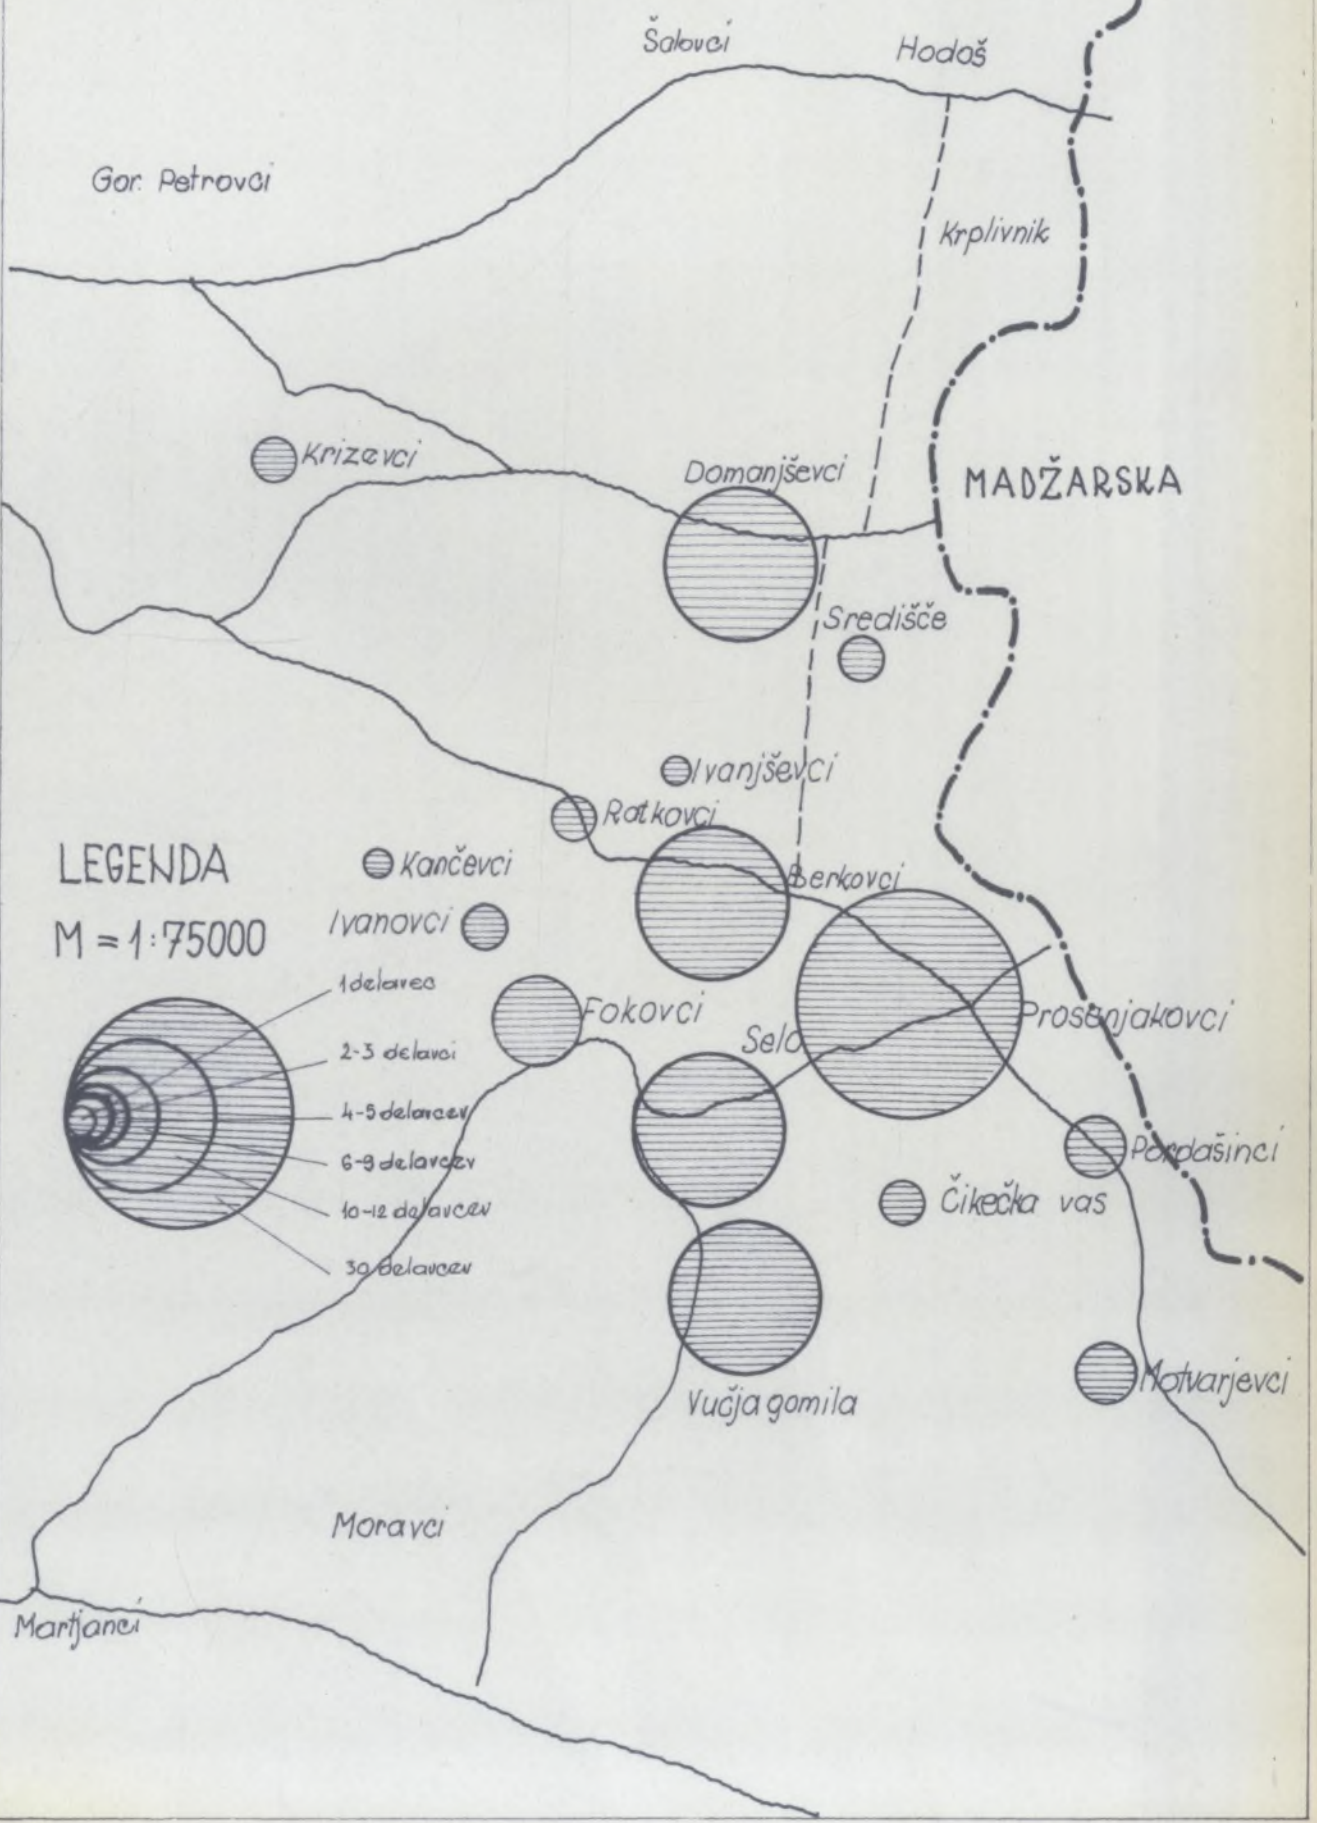 Šalovci
Hodoš
Gor. Petrovci
Krplivnik
Krizevci
Domanjševci
MADŽARSKA
Središče
Ivanjševci
Ratkovci
LEGENDA
Kančevci
Berkovci
M = 1:75000
Ivanovci
1 delavec
Fokovci
Prosenjakovci
Selo
2-3 delavci
4-5 delavcev
Pordašinci
6-9 delavcev
Čikečka vas
10-12 delavcev
30 delavcev
Motvarjevci
Vučja gomila
Moravci
Martjanci